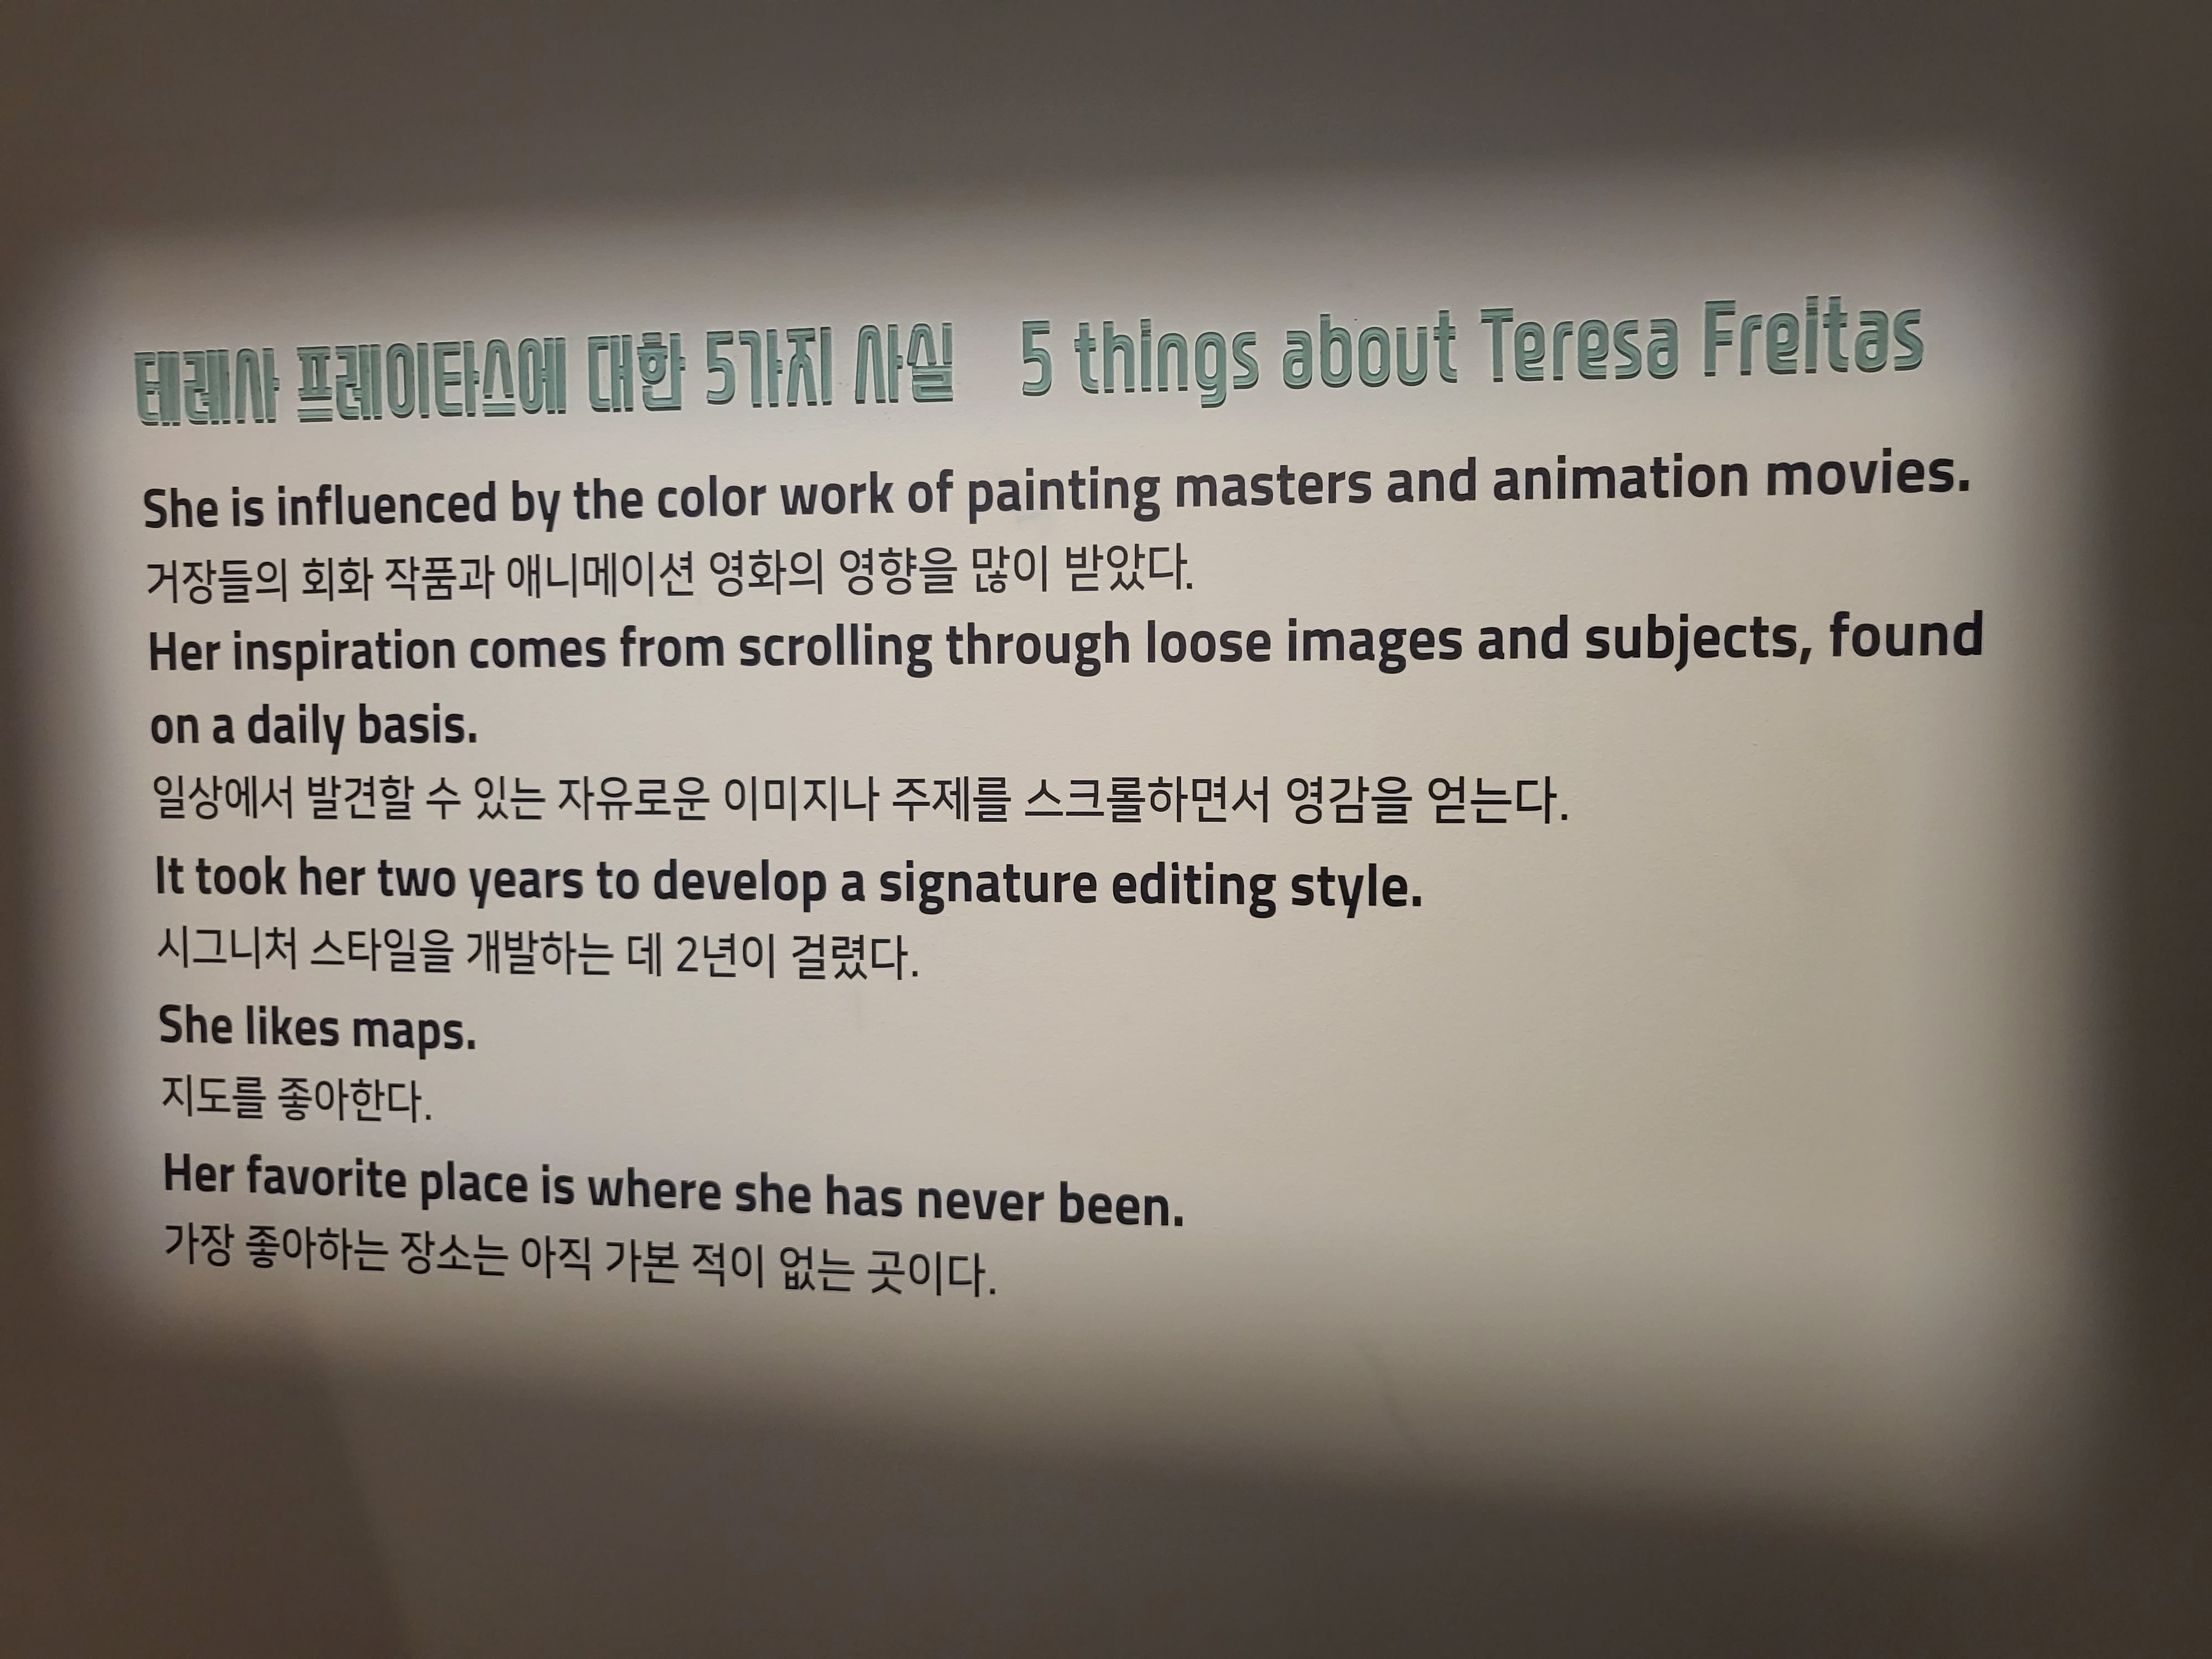 테레사 프레이타스에 대한 5가지 사실 5 things about Teresa Freitas
She is influenced by the color work of painting masters and animation movies.
거장들의 회화 작품과 애니메이션 영화의 영향을 많이 받았다.
Her inspiration comes from scrolling through loose images and subjects, found
on a daily basis.
일상에서 발견할 수 있는 자유로운 이미지나 주제를 스크롤하면서 영감을 얻는다.
It took her two years to develop a signature editing style.
시그니처 스타일을 개발하는 데 2년이 걸렸다.
She likes maps.
지도를 좋아한다.
Her favorite place is where she has never been.
가장 좋아하는 장소는 아직 가본 적이 없는 곳이다.